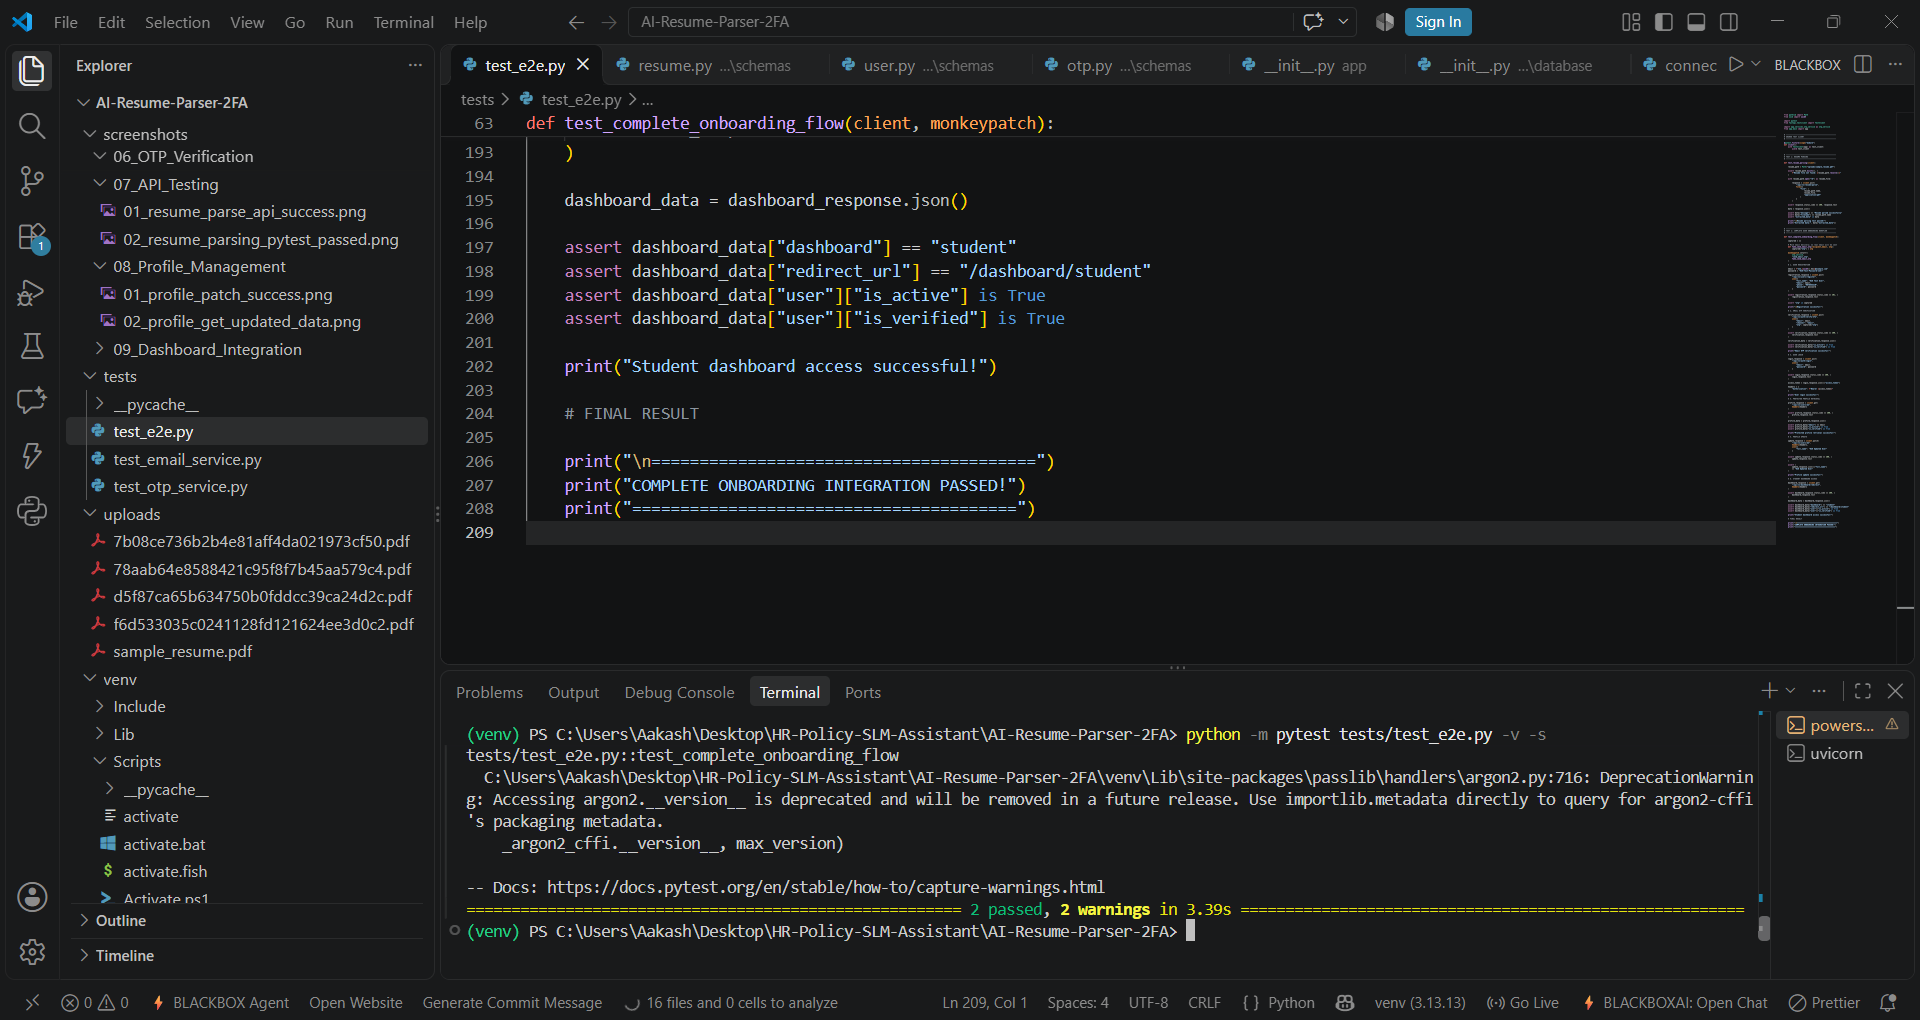 File Edit Selection View Go Run Terminal Help
AI-Resume-Parser-2FA
Sign In
Explorer
AI-Resume-Parser-2FA
screenshots
06_OTP_Verification
07_API_Testing
01_resume_parse_api_success.png
02_resume_parsing_pytest_passed.png
08_Profile_Management
01_profile_patch_success.png
02_profile_get_updated_data.png
09_Dashboard_Integration
tests
__pycache__
test_e2e.py
test_email_service.py
test_otp_service.py
uploads
7b08ce736b2b4e81aff4da021973cf50.pdf
78aab64e8588421c95f8f7b45aa579c4.pdf
d5f87ca65b634750b0fddcc39ca24d2c.pdf
f6d533035c0241128fd121624ee3d0c2.pdf
sample_resume.pdf
venv
Include
Lib
Scripts
__pycache__
activate
activate.bat
activate.fish
Activate.ps1
Outline
Timeline
1
test_e2e.py resume.py ...\schemas user.py ...\schemas otp.py ...\schemas __init__.py app __init__.py ...\database connec BLACKBOX
tests > test_e2e.py > ...
63 def test_complete_onboarding_flow(client, monkeypatch):
193 )
194
195 dashboard_data = dashboard_response.json()
196
197 assert dashboard_data["dashboard"] == "student"
198 assert dashboard_data["redirect_url"] == "/dashboard/student"
199 assert dashboard_data["user"]["is_active"] is True
200 assert dashboard_data["user"]["is_verified"] is True
201
202 print("Student dashboard access successful!")
203
204 # FINAL RESULT
205
206 print("\n========================================")
207 print("COMPLETE ONBOARDING INTEGRATION PASSED!")
208 print("========================================")
209
Problems Output Debug Console Terminal Ports
(venv) PS C:\Users\Aakash\Desktop\HR-Policy-SLM-Assistant\AI-Resume-Parser-2FA> python -m pytest tests/test_e2e.py -v -s
tests/test_e2e.py::test_complete_onboarding_flow
C:\Users\Aakash\Desktop\HR-Policy-SLM-Assistant\AI-Resume-Parser-2FA\venv\Lib\site-packages\passlib\handlers\argon2.py:716: DeprecationWarnin
g: Accessing argon2.__version__ is deprecated and will be removed in a future release. Use importlib.metadata directly to query for argon2-cffi
's packaging metadata.
_argon2_cffi.__version__, max_version)
-- Docs: https://docs.pytest.org/en/stable/how-to/capture-warnings.html
======================================================= 2 passed, 2 warnings in 3.39s ========================================================
(venv) PS C:\Users\Aakash\Desktop\HR-Policy-SLM-Assistant\AI-Resume-Parser-2FA>
powers...
uvicorn
0 0 BLACKBOX Agent Open Website Generate Commit Message 16 files and 0 cells to analyze Ln 209, Col 1 Spaces: 4 UTF-8 CRLF {} Python venv (3.13.13) Go Live BLACKBOXAI: Open Chat Prettier